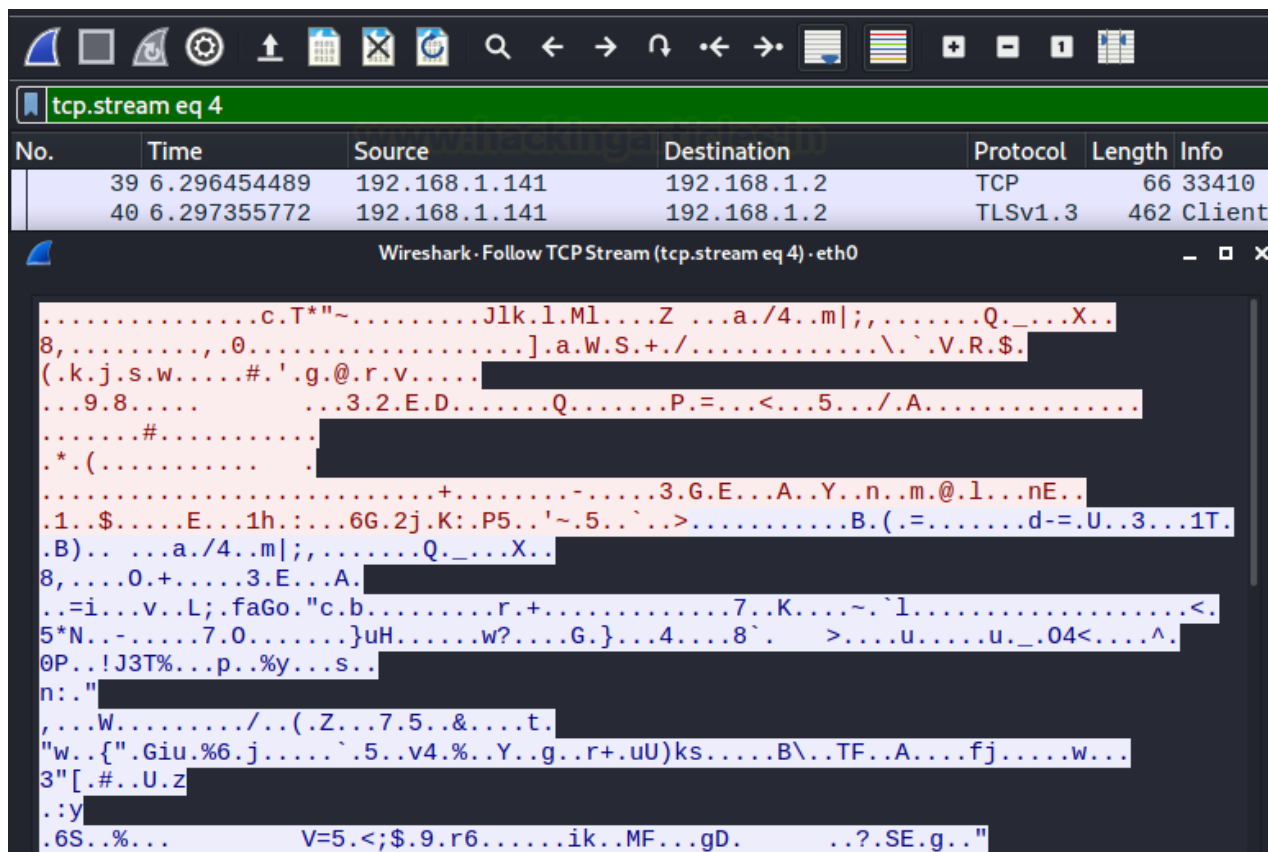 tcp.stream eq 4
www.hackingarticles.in
No. Time Source Destination Protocol Length Info
39 6.296454489 192.168.1.141 192.168.1.2 TCP 66 33410
40 6.297355772 192.168.1.141 192.168.1.2 TLSv1.3 462 Client
Wireshark · Follow TCP Stream (tcp.stream eq 4) · eth0
...............c.T*"~.........Jlk.l.Ml....Z ...a./4..m|;,.......Q._...X..
8,.........,.0...................].a.W.S.+./.............\.`.V.R.$.
(.k.j.s.w.....#.'.g.@.r.v.....
...9.8..... ...3.2.E.D.......Q.......P.=...<...5.../.A...............
.......#...........
.*.(........... .
...........................+........-.....3.G.E...A..Y..n..m.@.l...nE..
.1..$.....E...1h.:...6G.2j.K:.P5..'~.5..`..>...........B.(.=.......d-=.U..3...1T.
.B).. ...a./4..m|;,.......Q._...X..
8,....O.+.....3.E...A.
..=i...v..L;.faGo."c.b.........r.+.............7..K....~.`l...................<.
5*N..-.....7.O.......}uH......w?....G.}...4....8`. >....u.....u._.O4<....^.
0P..!J3T%...p..%y...s..
n:."
,...W........./..(.Z...7.5..&....t.
"w..{".Giu.%6.j.....`.5..v4.%..Y..g..r+.uU)ks.....B\..TF..A....fj.....w...
3"[.#..U.z
.:y
.6S..%... V=5.<;$.9.r6......ik..MF...gD. ..?.SE.g.."